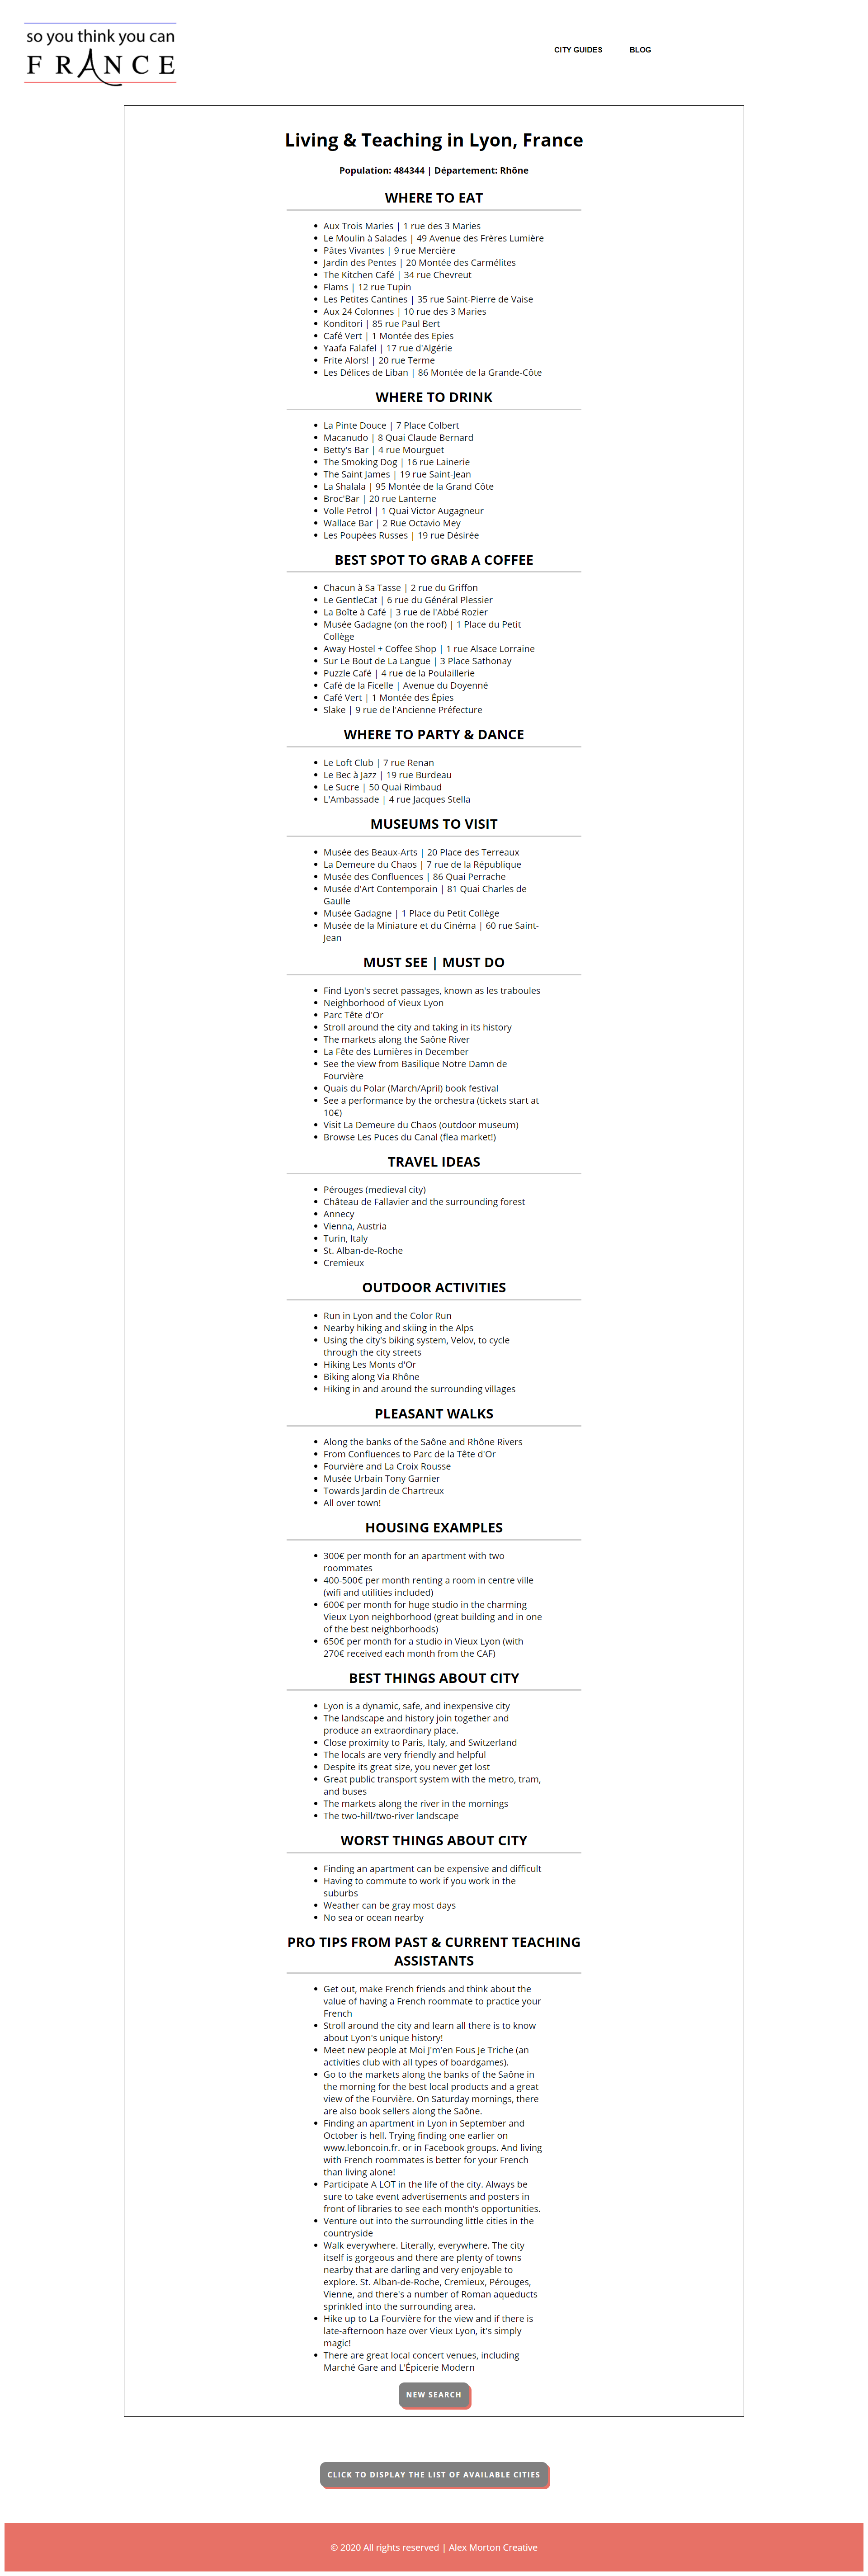 so you think you can
FRANCE
CITY GUIDES
BLOG
Living & Teaching in Lyon, France
Population: 484344 | Département: Rhône
WHERE TO EAT
Aux Trois Maries | 1 rue des 3 Maries
Le Moulin à Salades | 49 Avenue des Frères Lumière
Pâtes Vivantes | 9 rue Mercière
Jardin des Pentes | 20 Montée des Carmélites
The Kitchen Café | 34 rue Chevreut
Flams | 12 rue Tupin
Les Petites Cantines | 35 rue Saint-Pierre de Vaise
Aux 24 Colonnes | 10 rue des 3 Maries
Konditori | 85 rue Paul Bert
Café Vert | 1 Montée des Epies
Yaafa Falafel | 17 rue d'Algérie
Frite Alors! | 20 rue Terme
Les Délices de Liban | 86 Montée de la Grande-Côte
WHERE TO DRINK
La Pinte Douce | 7 Place Colbert
Macanudo | 8 Quai Claude Bernard
Betty's Bar | 4 rue Mourguet
The Smoking Dog | 16 rue Lainerie
The Saint James | 19 rue Saint-Jean
La Shalala | 95 Montée de la Grand Côte
Broc'Bar | 20 rue Lanterne
Volle Petrol | 1 Quai Victor Augagneur
Wallace Bar | 2 Rue Octavio Mey
Les Poupées Russes | 19 rue Désirée
BEST SPOT TO GRAB A COFFEE
Chacun à Sa Tasse | 2 rue du Griffon
Le GentleCat | 6 rue du Général Plessier
La Boîte à Café | 3 rue de l'Abbé Rozier
Musée Gadagne (on the roof) | 1 Place du Petit
Collège
Away Hostel + Coffee Shop | 1 rue Alsace Lorraine
Sur Le Bout de La Langue | 3 Place Sathonay
Puzzle Café | 4 rue de la Poulaillerie
Café de la Ficelle | Avenue du Doyenné
Café Vert | 1 Montée des Épies
Slake | 9 rue de l'Ancienne Préfecture
WHERE TO PARTY & DANCE
Le Loft Club | 7 rue Renan
Le Bec à Jazz | 19 rue Burdeau
Le Sucre | 50 Quai Rimbaud
L'Ambassade | 4 rue Jacques Stella
MUSEUMS TO VISIT
Musée des Beaux-Arts | 20 Place des Terreaux
La Demeure du Chaos | 7 rue de la République
Musée des Confluences | 86 Quai Perrache
Musée d'Art Contemporain | 81 Quai Charles de
Gaulle
Musée Gadagne | 1 Place du Petit Collège
Musée de la Miniature et du Cinéma | 60 rue Saint-
Jean
MUST SEE | MUST DO
Find Lyon's secret passages, known as les traboules
Neighborhood of Vieux Lyon
Parc Tête d'Or
Stroll around the city and taking in its history
The markets along the Saône River
La Fête des Lumières in December
See the view from Basilique Notre Damn de
Fourvière
Quais du Polar (March/April) book festival
See a performance by the orchestra (tickets start at
10€)
Visit La Demeure du Chaos (outdoor museum)
Browse Les Puces du Canal (flea market!)
TRAVEL IDEAS
Pérouges (medieval city)
Château de Fallavier and the surrounding forest
Annecy
Vienna, Austria
Turin, Italy
St. Alban-de-Roche
Cremieux
OUTDOOR ACTIVITIES
Run in Lyon and the Color Run
Nearby hiking and skiing in the Alps
Using the city's biking system, Velov, to cycle
through the city streets
Hiking Les Monts d'Or
Biking along Via Rhône
Hiking in and around the surrounding villages
PLEASANT WALKS
Along the banks of the Saône and Rhône Rivers
From Confluences to Parc de la Tête d'Or
Fourvière and La Croix Rousse
Musée Urbain Tony Garnier
Towards Jardin de Chartreux
All over town!
HOUSING EXAMPLES
300€ per month for an apartment with two
roommates
400-500€ per month renting a room in centre ville
(wifi and utilities included)
600€ per month for huge studio in the charming
Vieux Lyon neighborhood (great building and in one
of the best neighborhoods)
650€ per month for a studio in Vieux Lyon (with
270€ received each month from the CAF)
BEST THINGS ABOUT CITY
Lyon is a dynamic, safe, and inexpensive city
The landscape and history join together and
produce an extraordinary place.
Close proximity to Paris, Italy, and Switzerland
The locals are very friendly and helpful
Despite its great size, you never get lost
Great public transport system with the metro, tram,
and buses
The markets along the river in the mornings
The two-hill/two-river landscape
WORST THINGS ABOUT CITY
Finding an apartment can be expensive and difficult
Having to commute to work if you work in the
suburbs
Weather can be gray most days
No sea or ocean nearby
PRO TIPS FROM PAST & CURRENT TEACHING
ASSISTANTS
Get out, make French friends and think about the
value of having a French roommate to practice your
French
Stroll around the city and learn all there is to know
about Lyon's unique history!
Meet new people at Moi J'm'en Fous Je Triche (an
activities club with all types of boardgames).
Go to the markets along the banks of the Saône in
the morning for the best local products and a great
view of the Fourvière. On Saturday mornings, there
are also book sellers along the Saône.
Finding an apartment in Lyon in September and
October is hell. Trying finding one earlier on
www.leboncoin.fr. or in Facebook groups. And living
with French roommates is better for your French
than living alone!
Participate A LOT in the life of the city. Always be
sure to take event advertisements and posters in
front of libraries to see each month's opportunities.
Venture out into the surrounding little cities in the
countryside
Walk everywhere. Literally, everywhere. The city
itself is gorgeous and there are plenty of towns
nearby that are darling and very enjoyable to
explore. St. Alban-de-Roche, Cremieux, Pérouges,
Vienne, and there's a number of Roman aqueducts
sprinkled into the surrounding area.
Hike up to La Fourvière for the view and if there is
late-afternoon haze over Vieux Lyon, it's simply
magic!
There are great local concert venues, including
Marché Gare and L'Épicerie Modern
NEW SEARCH
CLICK TO DISPLAY THE LIST OF AVAILABLE CITIES
© 2020 All rights reserved | Alex Morton Creative